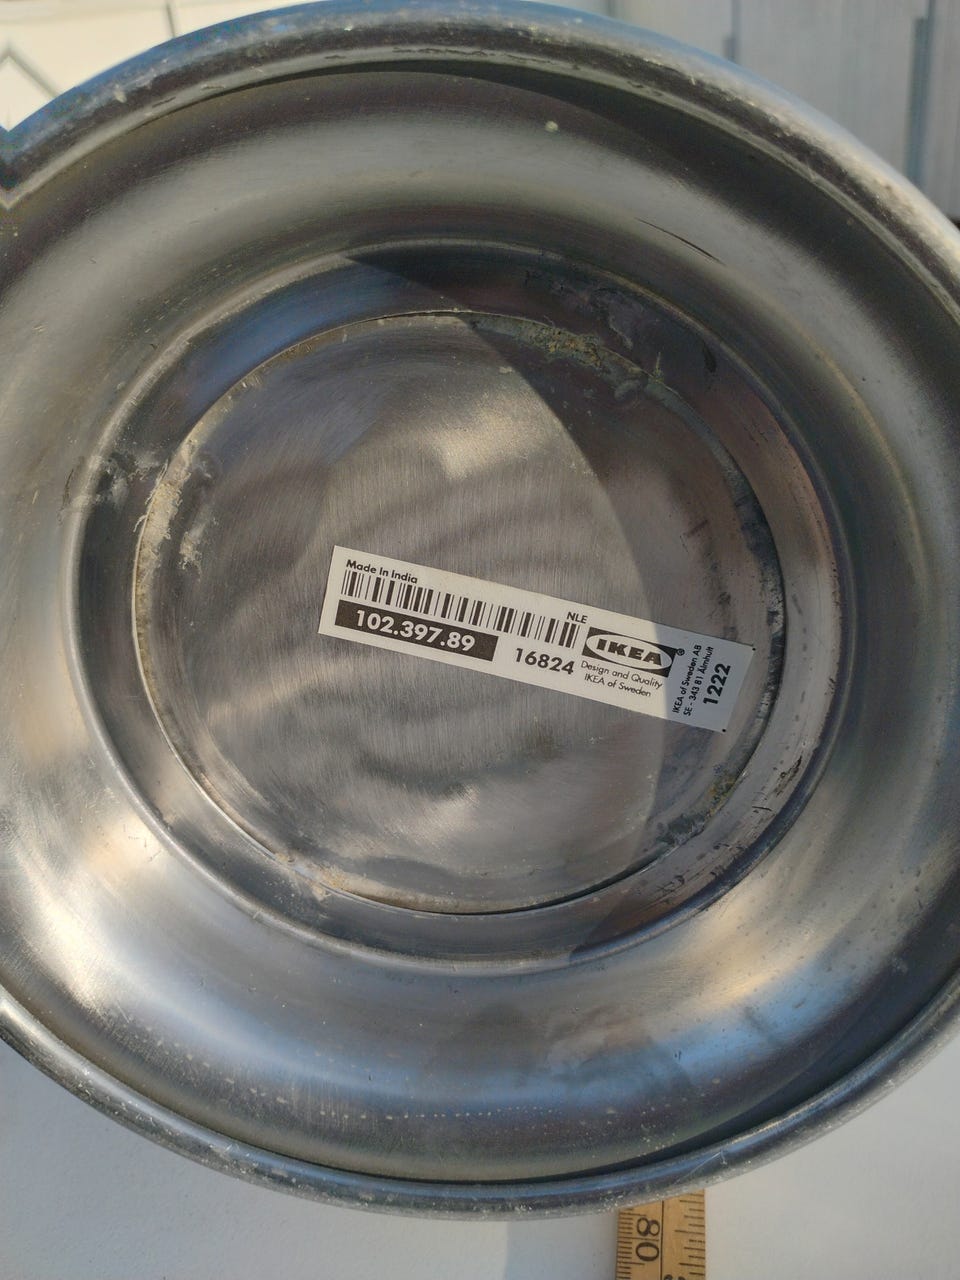 Made In India
102.397.89
16824
NLE
IKEA®
Design and Quality
IKEA of Sweden
IKEA of Sweden AB
SE - 343 81 Älmhult
1222
80